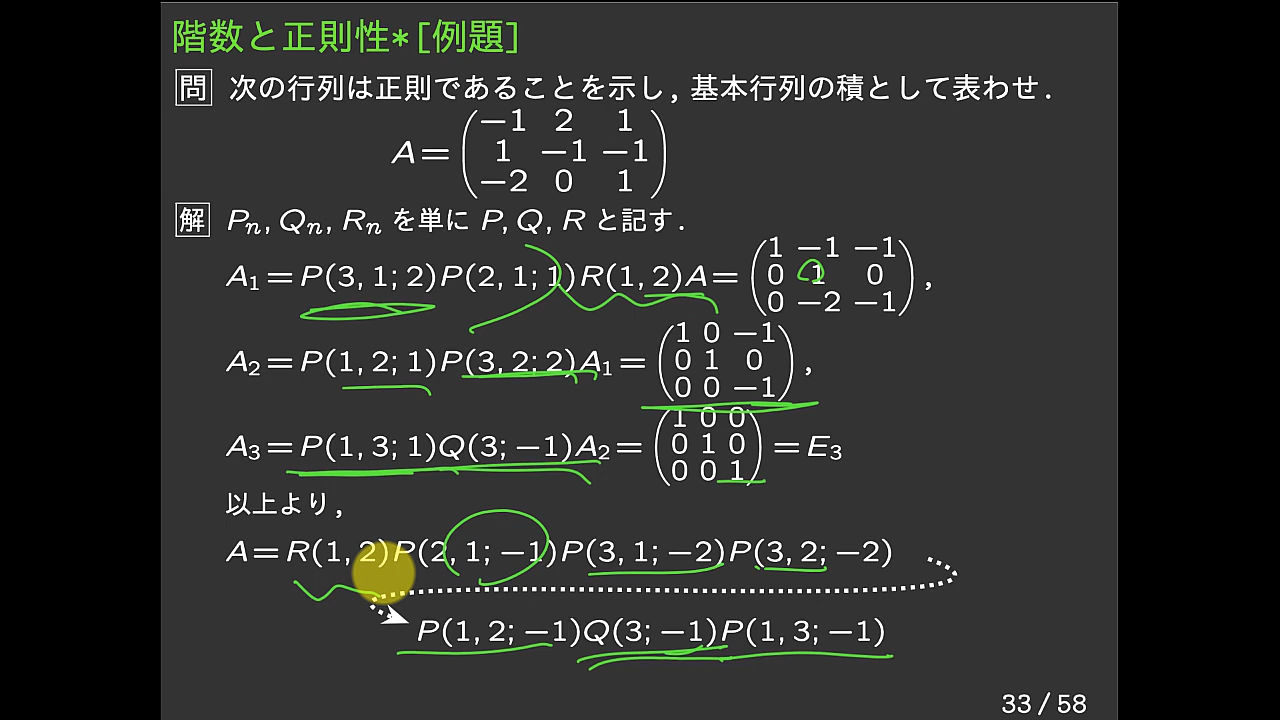 階数と正則性*[例題]
問 次の行列は正則であることを示し, 基本行列の積として表わせ.
A=
−1 2 1
1 −1 −1
−2 0 1
解 Pn, Qn, Rn を単に P, Q, R と記す.
A1=P(3, 1; 2)P(2, 1; 1)R(1, 2)A=
1 −1 −1
0 1 0
0 −2 −1
,
A2=P(1, 2; 1)P(3, 2; 2)A1=
1 0 −1
0 1 0
0 0 −1
,
A3=P(1, 3; 1)Q(3; −1)A2=
1 0 0
0 1 0
0 0 1
=E3
以上より,
A=R(1, 2)P(2, 1; −1)P(3, 1; −2)P(3, 2; −2)
P(1, 2; −1)Q(3; −1)P(1, 3; −1)
33 / 58